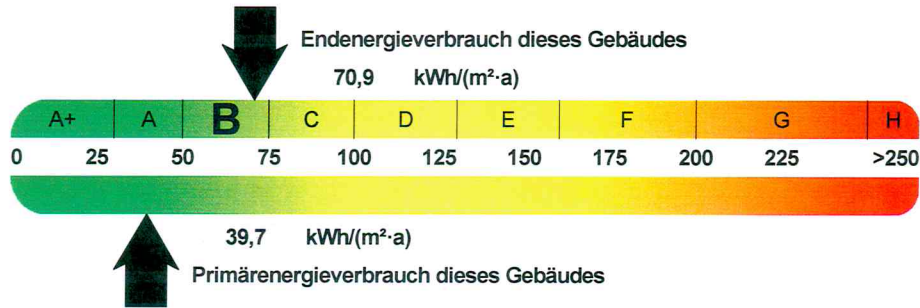 Endenergieverbrauch dieses Gebäudes
70,9 kWh/(m²·a)
A+ A B C D E F G H
0 25 50 75 100 125 150 175 200 225 >250
39,7 kWh/(m²·a)
Primärenergieverbrauch dieses Gebäudes